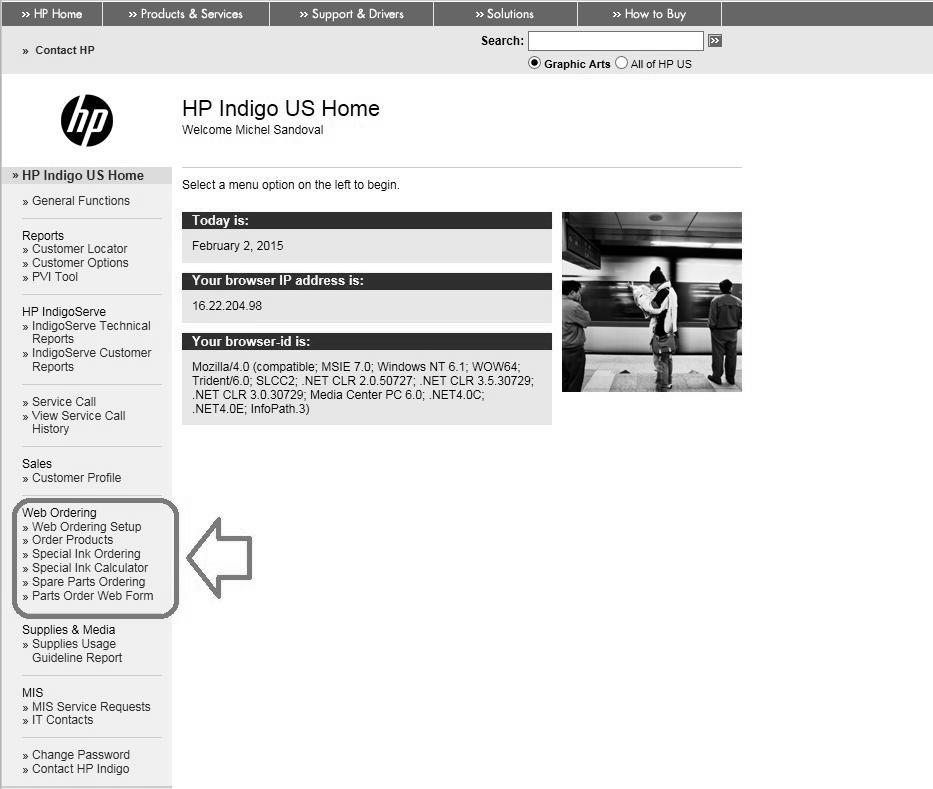 » HP Home » Products & Services » Support & Drivers » Solutions » How to Buy
» Contact HP
Search: »
Graphic Arts All of HP US
hp
HP Indigo US Home
Welcome Michel Sandoval
» HP Indigo US Home
Select a menu option on the left to begin.
» General Functions
Reports
» Customer Locator
» Customer Options
» PVI Tool
HP IndigoServe
» IndigoServe Technical
Reports
» IndigoServe Customer
Reports
» Service Call
» View Service Call
History
Sales
» Customer Profile
Web Ordering
» Web Ordering Setup
» Order Products
» Special Ink Ordering
» Special Ink Calculator
» Spare Parts Ordering
» Parts Order Web Form
Supplies & Media
» Supplies Usage
Guideline Report
MIS
» MIS Service Requests
» IT Contacts
» Change Password
» Contact HP Indigo
Today is:
February 2, 2015
Your browser IP address is:
16.22.204.98
Your browser-id is:
Mozilla/4.0 (compatible; MSIE 7.0; Windows NT 6.1; WOW64;
Trident/6.0; SLCC2; .NET CLR 2.0.50727; .NET CLR 3.5.30729;
.NET CLR 3.0.30729; Media Center PC 6.0; .NET4.0C;
.NET4.0E; InfoPath.3)